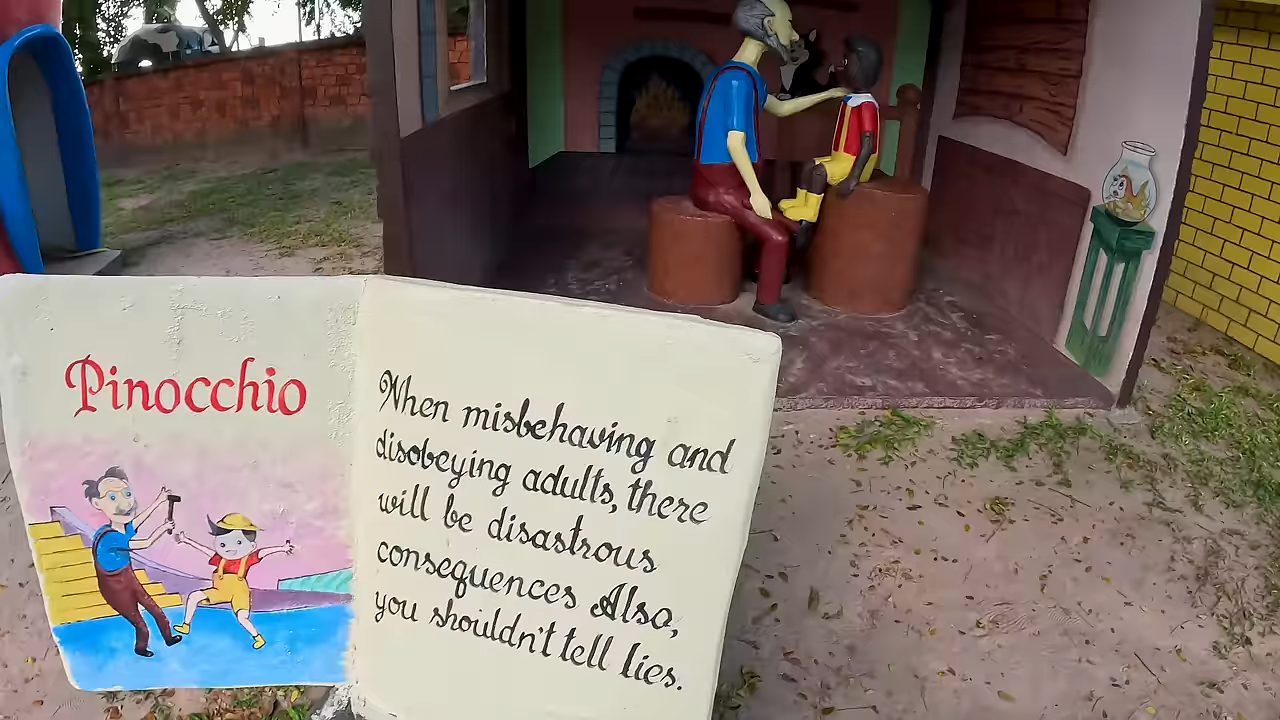 Pinocchio
When misbehaving and
disobeying adults, there
will be disastrous
consequences Also,
you shouldn't tell lies.